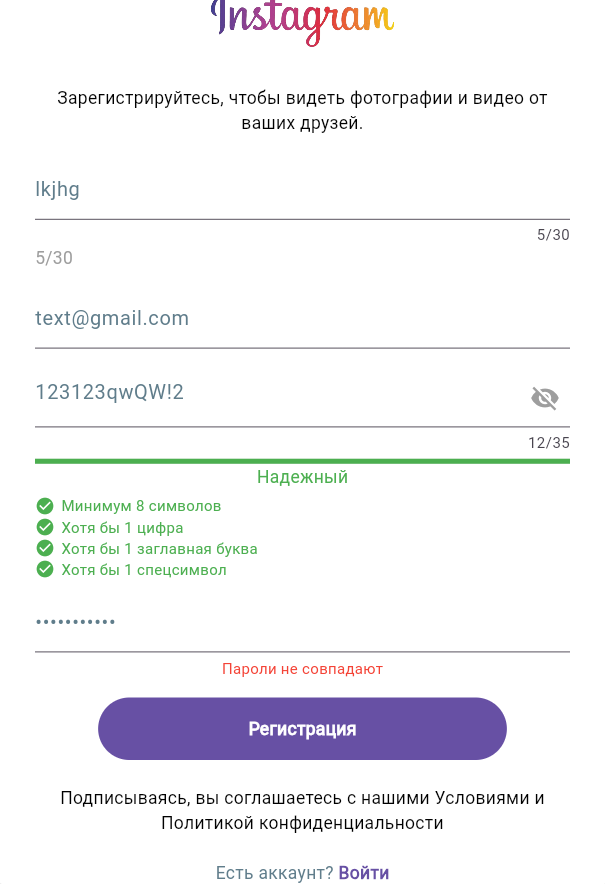 Instagram
Зарегистрируйтесь, чтобы видеть фотографии и видео от
ваших друзей.
lkjhg
5/30
5/30
text@gmail.com
123123qwQW!2
12/35
Надежный
Минимум 8 символов
Хотя бы 1 цифра
Хотя бы 1 заглавная буква
Хотя бы 1 спецсимвол
•••••••••••
Пароли не совпадают
Регистрация
Подписываясь, вы соглашаетесь с нашими Условиями и
Политикой конфиденциальности
Есть аккаунт? Войти